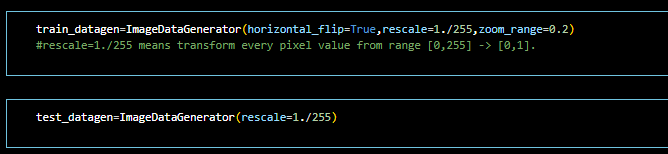 train_datagen=ImageDataGenerator(horizontal_flip=True,rescale=1./255,zoom_range=0.2)
#rescale=1./255 means transform every pixel value from range [0,255] -> [0,1].
test_datagen=ImageDataGenerator(rescale=1./255)